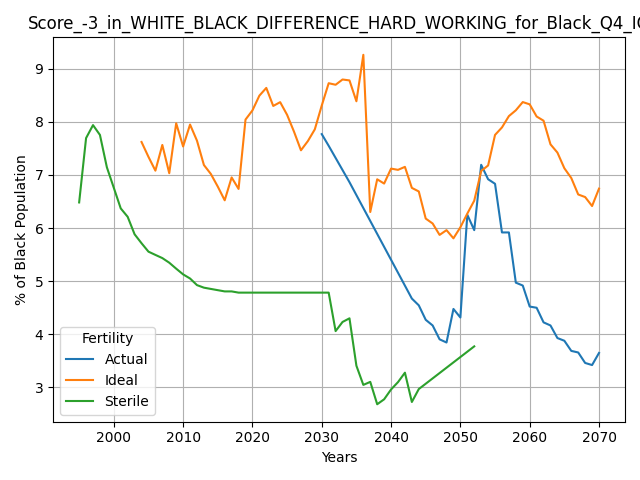 Score_-3_in_WHITE_BLACK_DIFFERENCE_HARD_WORKING_for_Black_Q4_IC
% of Black Population
9
8
7
6
5
4
3
Fertility
Actual
Ideal
Sterile
2000 2010 2020 2030 2040 2050 2060 2070
Years